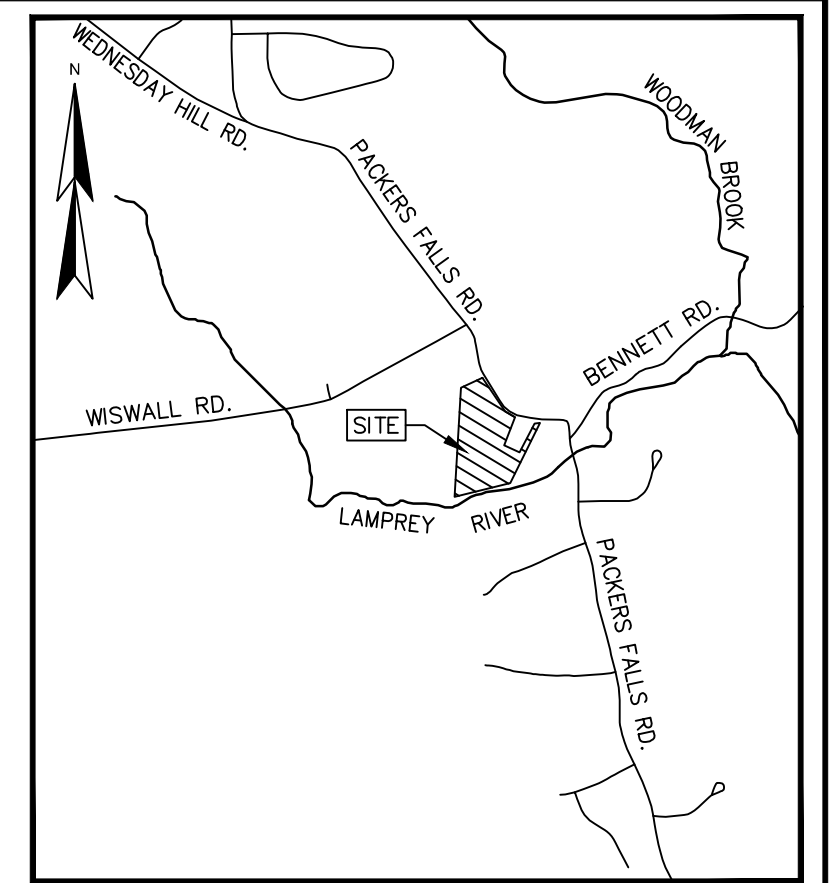 WEDNESDAY HILL RD.
N
WOODMAN BROOK
PACKERS FALLS RD.
BENNETT RD.
WISWALL RD.
SITE
LAMPREY RIVER
PACKERS FALLS RD.